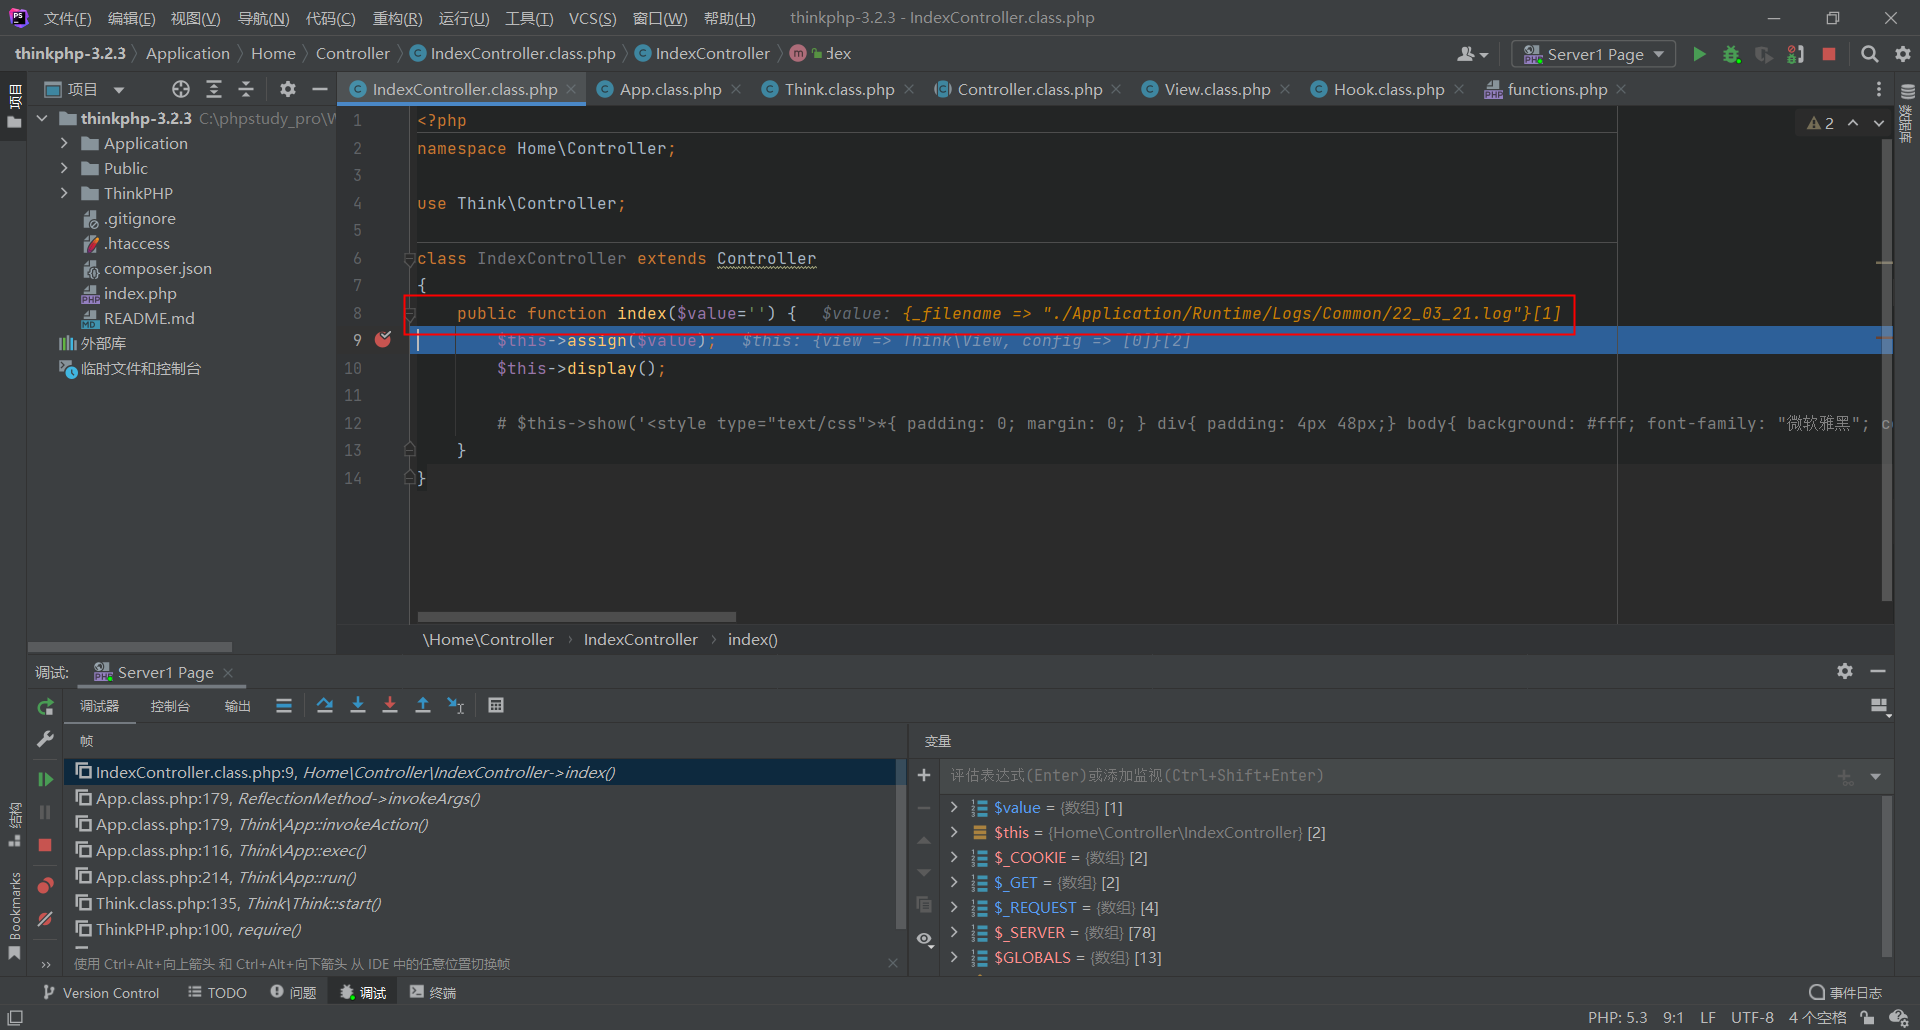 文件(F) 编辑(E) 视图(V) 导航(N) 代码(C) 重构(R) 运行(U) 工具(T) VCS(S) 窗口(W) 帮助(H) thinkphp-3.2.3 - IndexController.class.php
thinkphp-3.2.3 Application Home Controller IndexController.class.php IndexController m dex Server1 Page
项目
项目
IndexController.class.php App.class.php Think.class.php Controller.class.php View.class.php Hook.class.php functions.php
数据库
thinkphp-3.2.3 C:\phpstudy_pro\W
Application
Public
ThinkPHP
.gitignore
.htaccess
composer.json
index.php
README.md
外部库
临时文件和控制台
2
1 <?php
2 namespace Home\Controller;
3
4 use Think\Controller;
5
6 class IndexController extends Controller
7 {
8 public function index($value='') { $value: {_filename => "./Application/Runtime/Logs/Common/22_03_21.log"}[1]
9 $this->assign($value); $this: {view => Think\View, config => [0]}[2]
10 $this->display();
11
12 # $this->show('<style type="text/css">*{ padding: 0; margin: 0; } div{ padding: 4px 48px;} body{ background: #fff; font-family: "微软雅黑"; c
13 }
14 }
\Home\Controller › IndexController › index()
调试: Server1 Page
调试器 控制台 输出
帧
IndexController.class.php:9, Home\Controller\IndexController->index()
App.class.php:179, ReflectionMethod->invokeArgs()
App.class.php:179, Think\App::invokeAction()
App.class.php:116, Think\App::exec()
App.class.php:214, Think\App::run()
Think.class.php:135, Think\Think::start()
ThinkPHP.php:100, require()
使用 Ctrl+Alt+向上箭头 和 Ctrl+Alt+向下箭头 从 IDE 中的任意位置切换帧
变量
评估表达式(Enter)或添加监视(Ctrl+Shift+Enter)
$value = {数组} [1]
$this = {Home\Controller\IndexController} [2]
$_COOKIE = {数组} [2]
$_GET = {数组} [2]
$_REQUEST = {数组} [4]
$_SERVER = {数组} [78]
$GLOBALS = {数组} [13]
结构
Bookmarks
Version Control TODO 问题 调试 终端 事件日志
PHP: 5.3 9:1 LF UTF-8 4 个空格